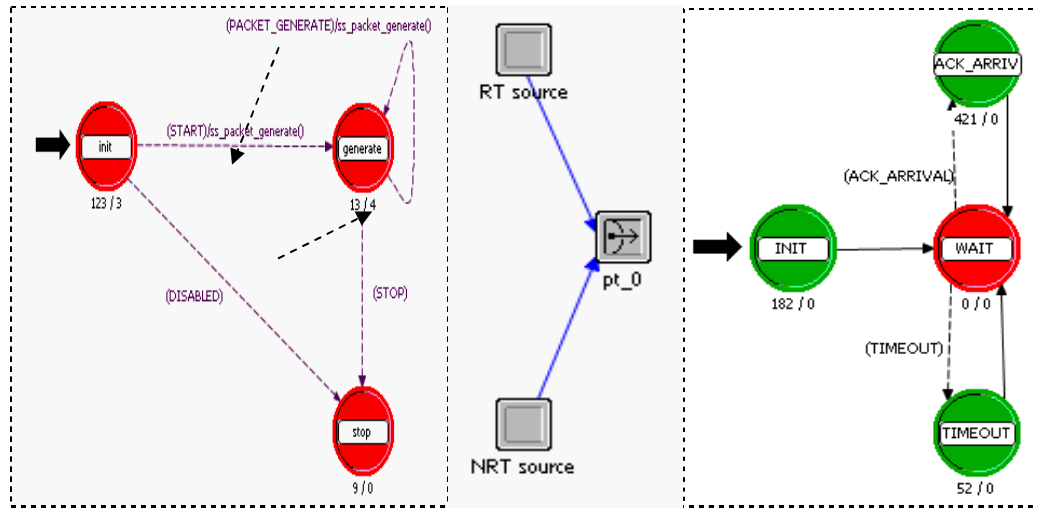 (PACKET_GENERATE)/ss_packet_generate()
(START)/ss_packet_generate()
init
generate
123 / 3
13 / 4
(DISABLED)
(STOP)
stop
9 / 0
RT source
pt_0
NRT source
ACK_ARRIV
421 / 0
(ACK_ARRIVAL)
INIT
WAIT
182 / 0
0 / 0
(TIMEOUT)
TIMEOUT
52 / 0